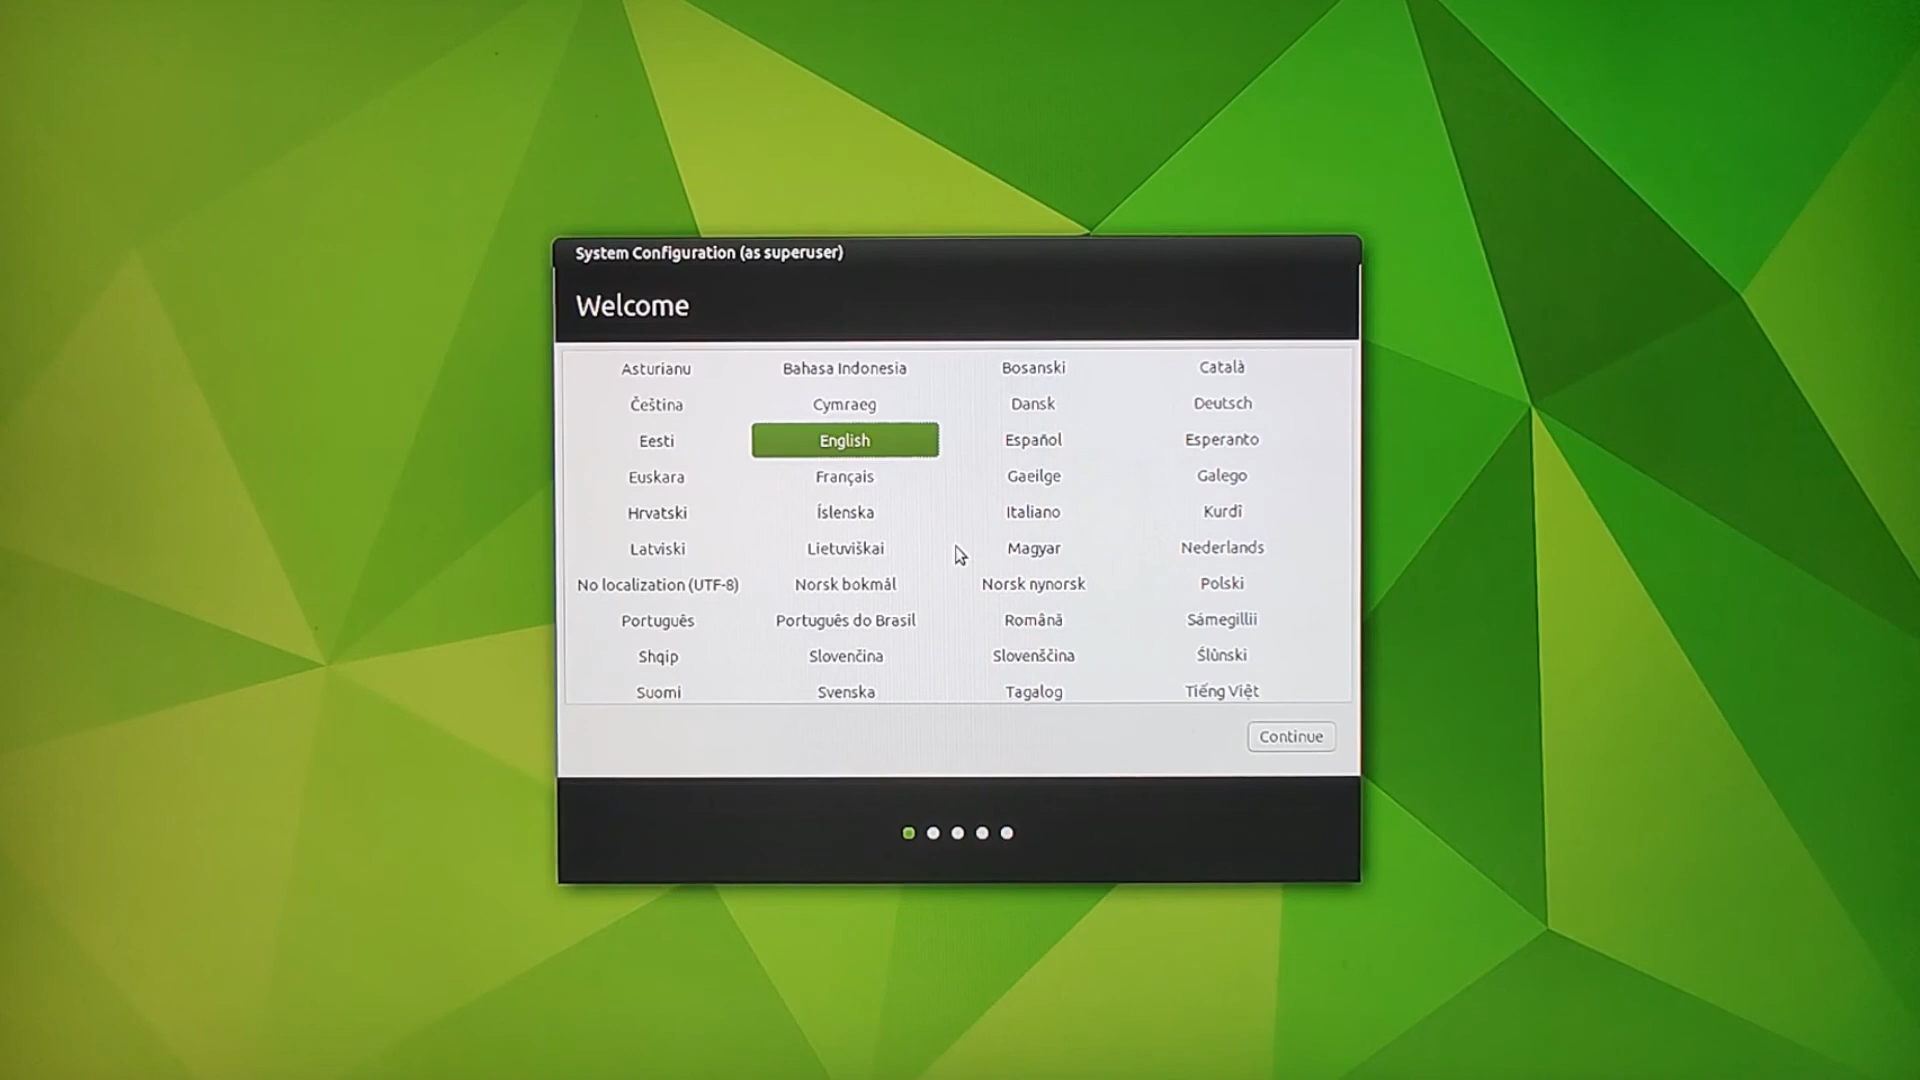 System Configuration (as superuser)
Welcome
Asturianu Bahasa Indonesia Bosanski Català
Čeština Cymraeg Dansk Deutsch
Eesti English Español Esperanto
Euskara Français Gaeilge Galego
Hrvatski Íslenska Italiano Kurdî
Latviski Lietuviškai Magyar Nederlands
No localization (UTF-8) Norsk bokmål Norsk nynorsk Polski
Português Português do Brasil Română Sámegillii
Shqip Slovenčina Slovenščina Ślůnski
Suomi Svenska Tagalog Tiếng Việt
Continue